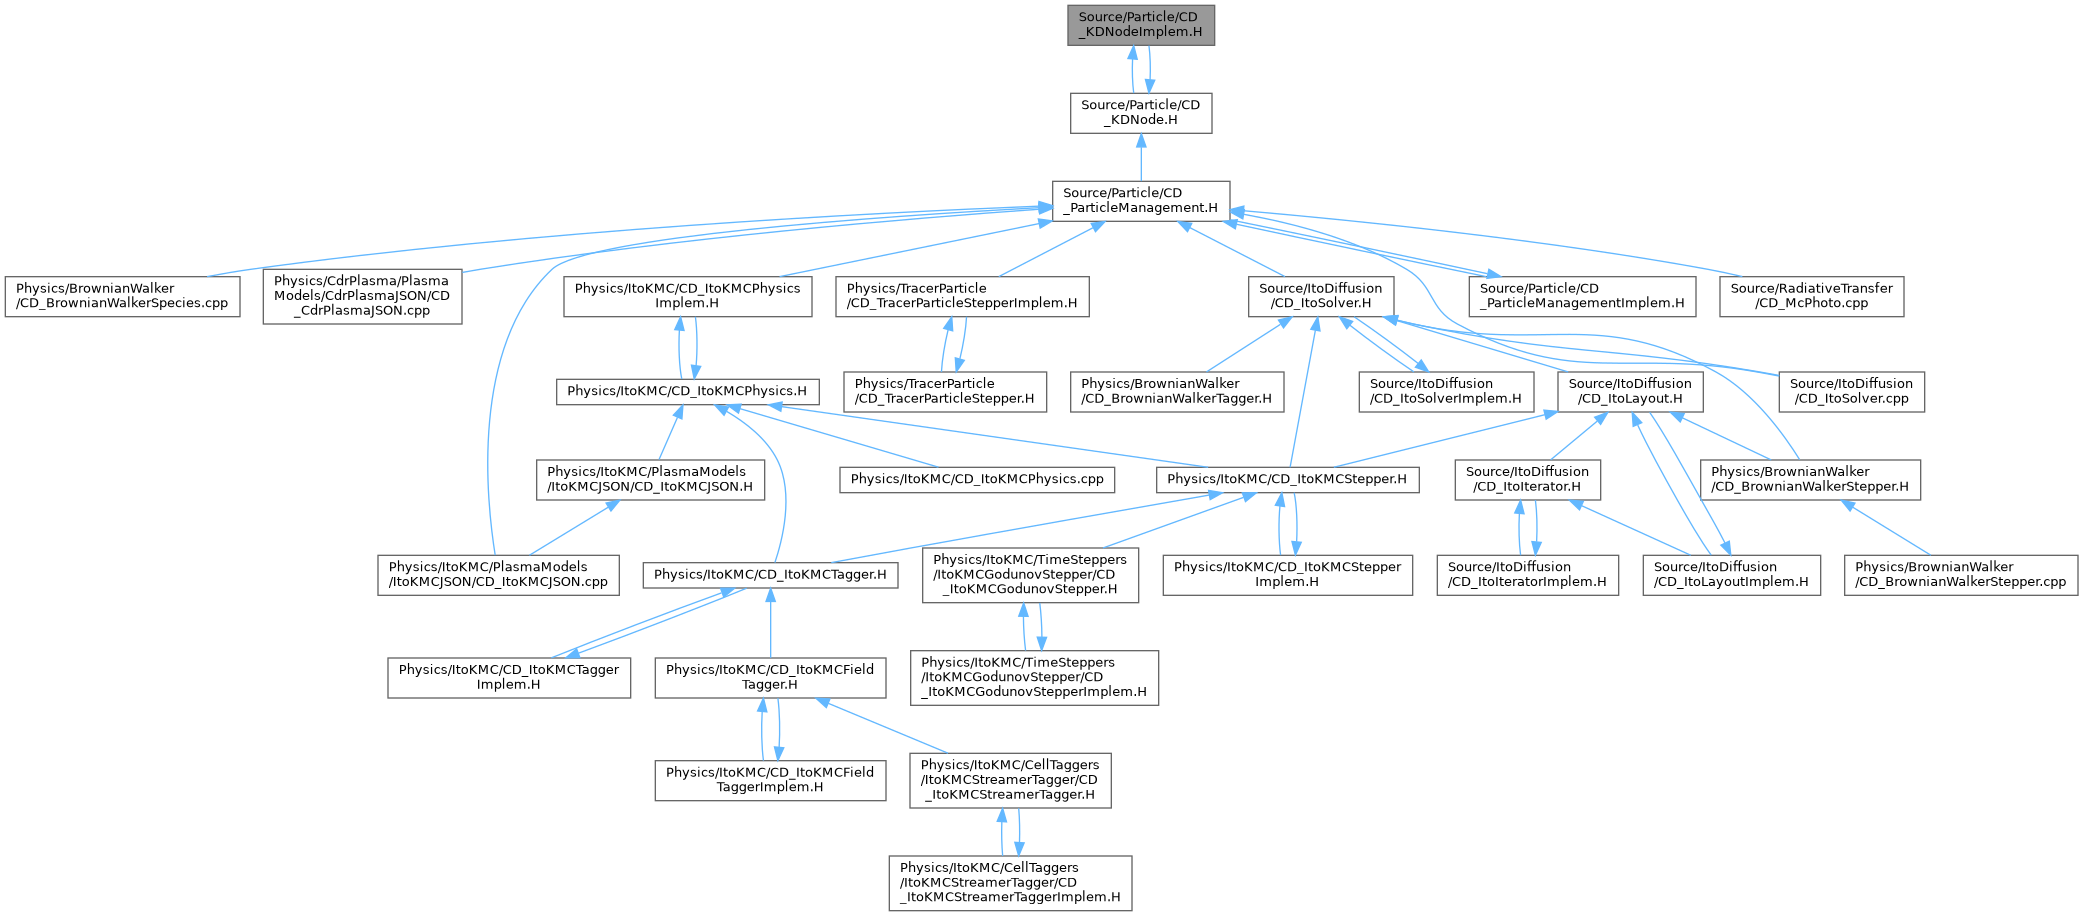 Source/Particle/CD
_KDNodeImplem.H
Source/Particle/CD
_KDNode.H
Source/Particle/CD
_ParticleManagement.H
Physics/BrownianWalker
/CD_BrownianWalkerSpecies.cpp
Physics/CdrPlasma/Plasma
Models/CdrPlasmaJSON/CD
_CdrPlasmaJSON.cpp
Physics/ItoKMC/CD_ItoKMCPhysics
Implem.H
Physics/TracerParticle
/CD_TracerParticleStepperImplem.H
Source/ItoDiffusion
/CD_ItoSolver.H
Source/Particle/CD
_ParticleManagementImplem.H
Source/RadiativeTransfer
/CD_McPhoto.cpp
Physics/ItoKMC/CD_ItoKMCPhysics.H
Physics/TracerParticle
/CD_TracerParticleStepper.H
Physics/BrownianWalker
/CD_BrownianWalkerTagger.H
Source/ItoDiffusion
/CD_ItoSolverImplem.H
Source/ItoDiffusion
/CD_ItoLayout.H
Source/ItoDiffusion
/CD_ItoSolver.cpp
Physics/ItoKMC/PlasmaModels
/ItoKMCJSON/CD_ItoKMCJSON.H
Physics/ItoKMC/CD_ItoKMCPhysics.cpp
Physics/ItoKMC/CD_ItoKMCStepper.H
Source/ItoDiffusion
/CD_ItoIterator.H
Physics/BrownianWalker
/CD_BrownianWalkerStepper.H
Physics/ItoKMC/PlasmaModels
/ItoKMCJSON/CD_ItoKMCJSON.cpp
Physics/ItoKMC/CD_ItoKMCTagger.H
Physics/ItoKMC/TimeSteppers
/ItoKMCGodunovStepper/CD
_ItoKMCGodunovStepper.H
Physics/ItoKMC/CD_ItoKMCStepper
Implem.H
Source/ItoDiffusion
/CD_ItoIteratorImplem.H
Source/ItoDiffusion
/CD_ItoLayoutImplem.H
Physics/BrownianWalker
/CD_BrownianWalkerStepper.cpp
Physics/ItoKMC/CD_ItoKMCTagger
Implem.H
Physics/ItoKMC/CD_ItoKMCField
Tagger.H
Physics/ItoKMC/TimeSteppers
/ItoKMCGodunovStepper/CD
_ItoKMCGodunovStepperImplem.H
Physics/ItoKMC/CD_ItoKMCField
TaggerImplem.H
Physics/ItoKMC/CellTaggers
/ItoKMCStreamerTagger/CD
_ItoKMCStreamerTagger.H
Physics/ItoKMC/CellTaggers
/ItoKMCStreamerTagger/CD
_ItoKMCStreamerTaggerImplem.H